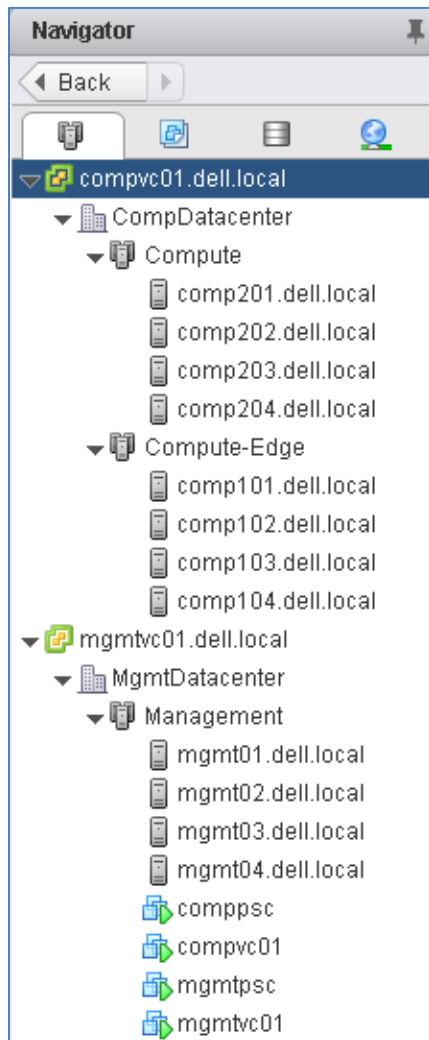 Navigator
Back
compvc01.dell.local
CompDatacenter
Compute
comp201.dell.local
comp202.dell.local
comp203.dell.local
comp204.dell.local
Compute-Edge
comp101.dell.local
comp102.dell.local
comp103.dell.local
comp104.dell.local
mgmtvc01.dell.local
MgmtDatacenter
Management
mgmt01.dell.local
mgmt02.dell.local
mgmt03.dell.local
mgmt04.dell.local
comppsc
compvc01
mgmtpsc
mgmtvc01